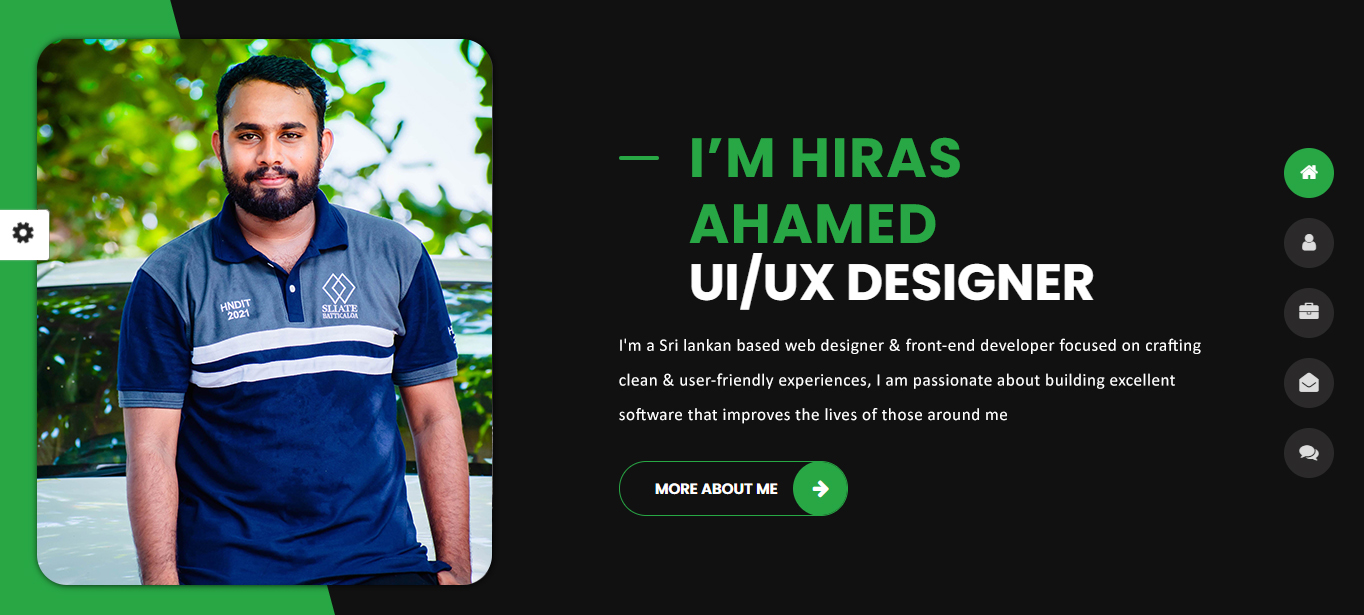 I'M HIRAS
AHAMED
UI/UX DESIGNER
I'm a Sri lankan based web designer & front-end developer focused on crafting
clean & user-friendly experiences, I am passionate about building excellent
software that improves the lives of those around me
MORE ABOUT ME
HNDIT
2021
SLIATE
BATTICALOA
H